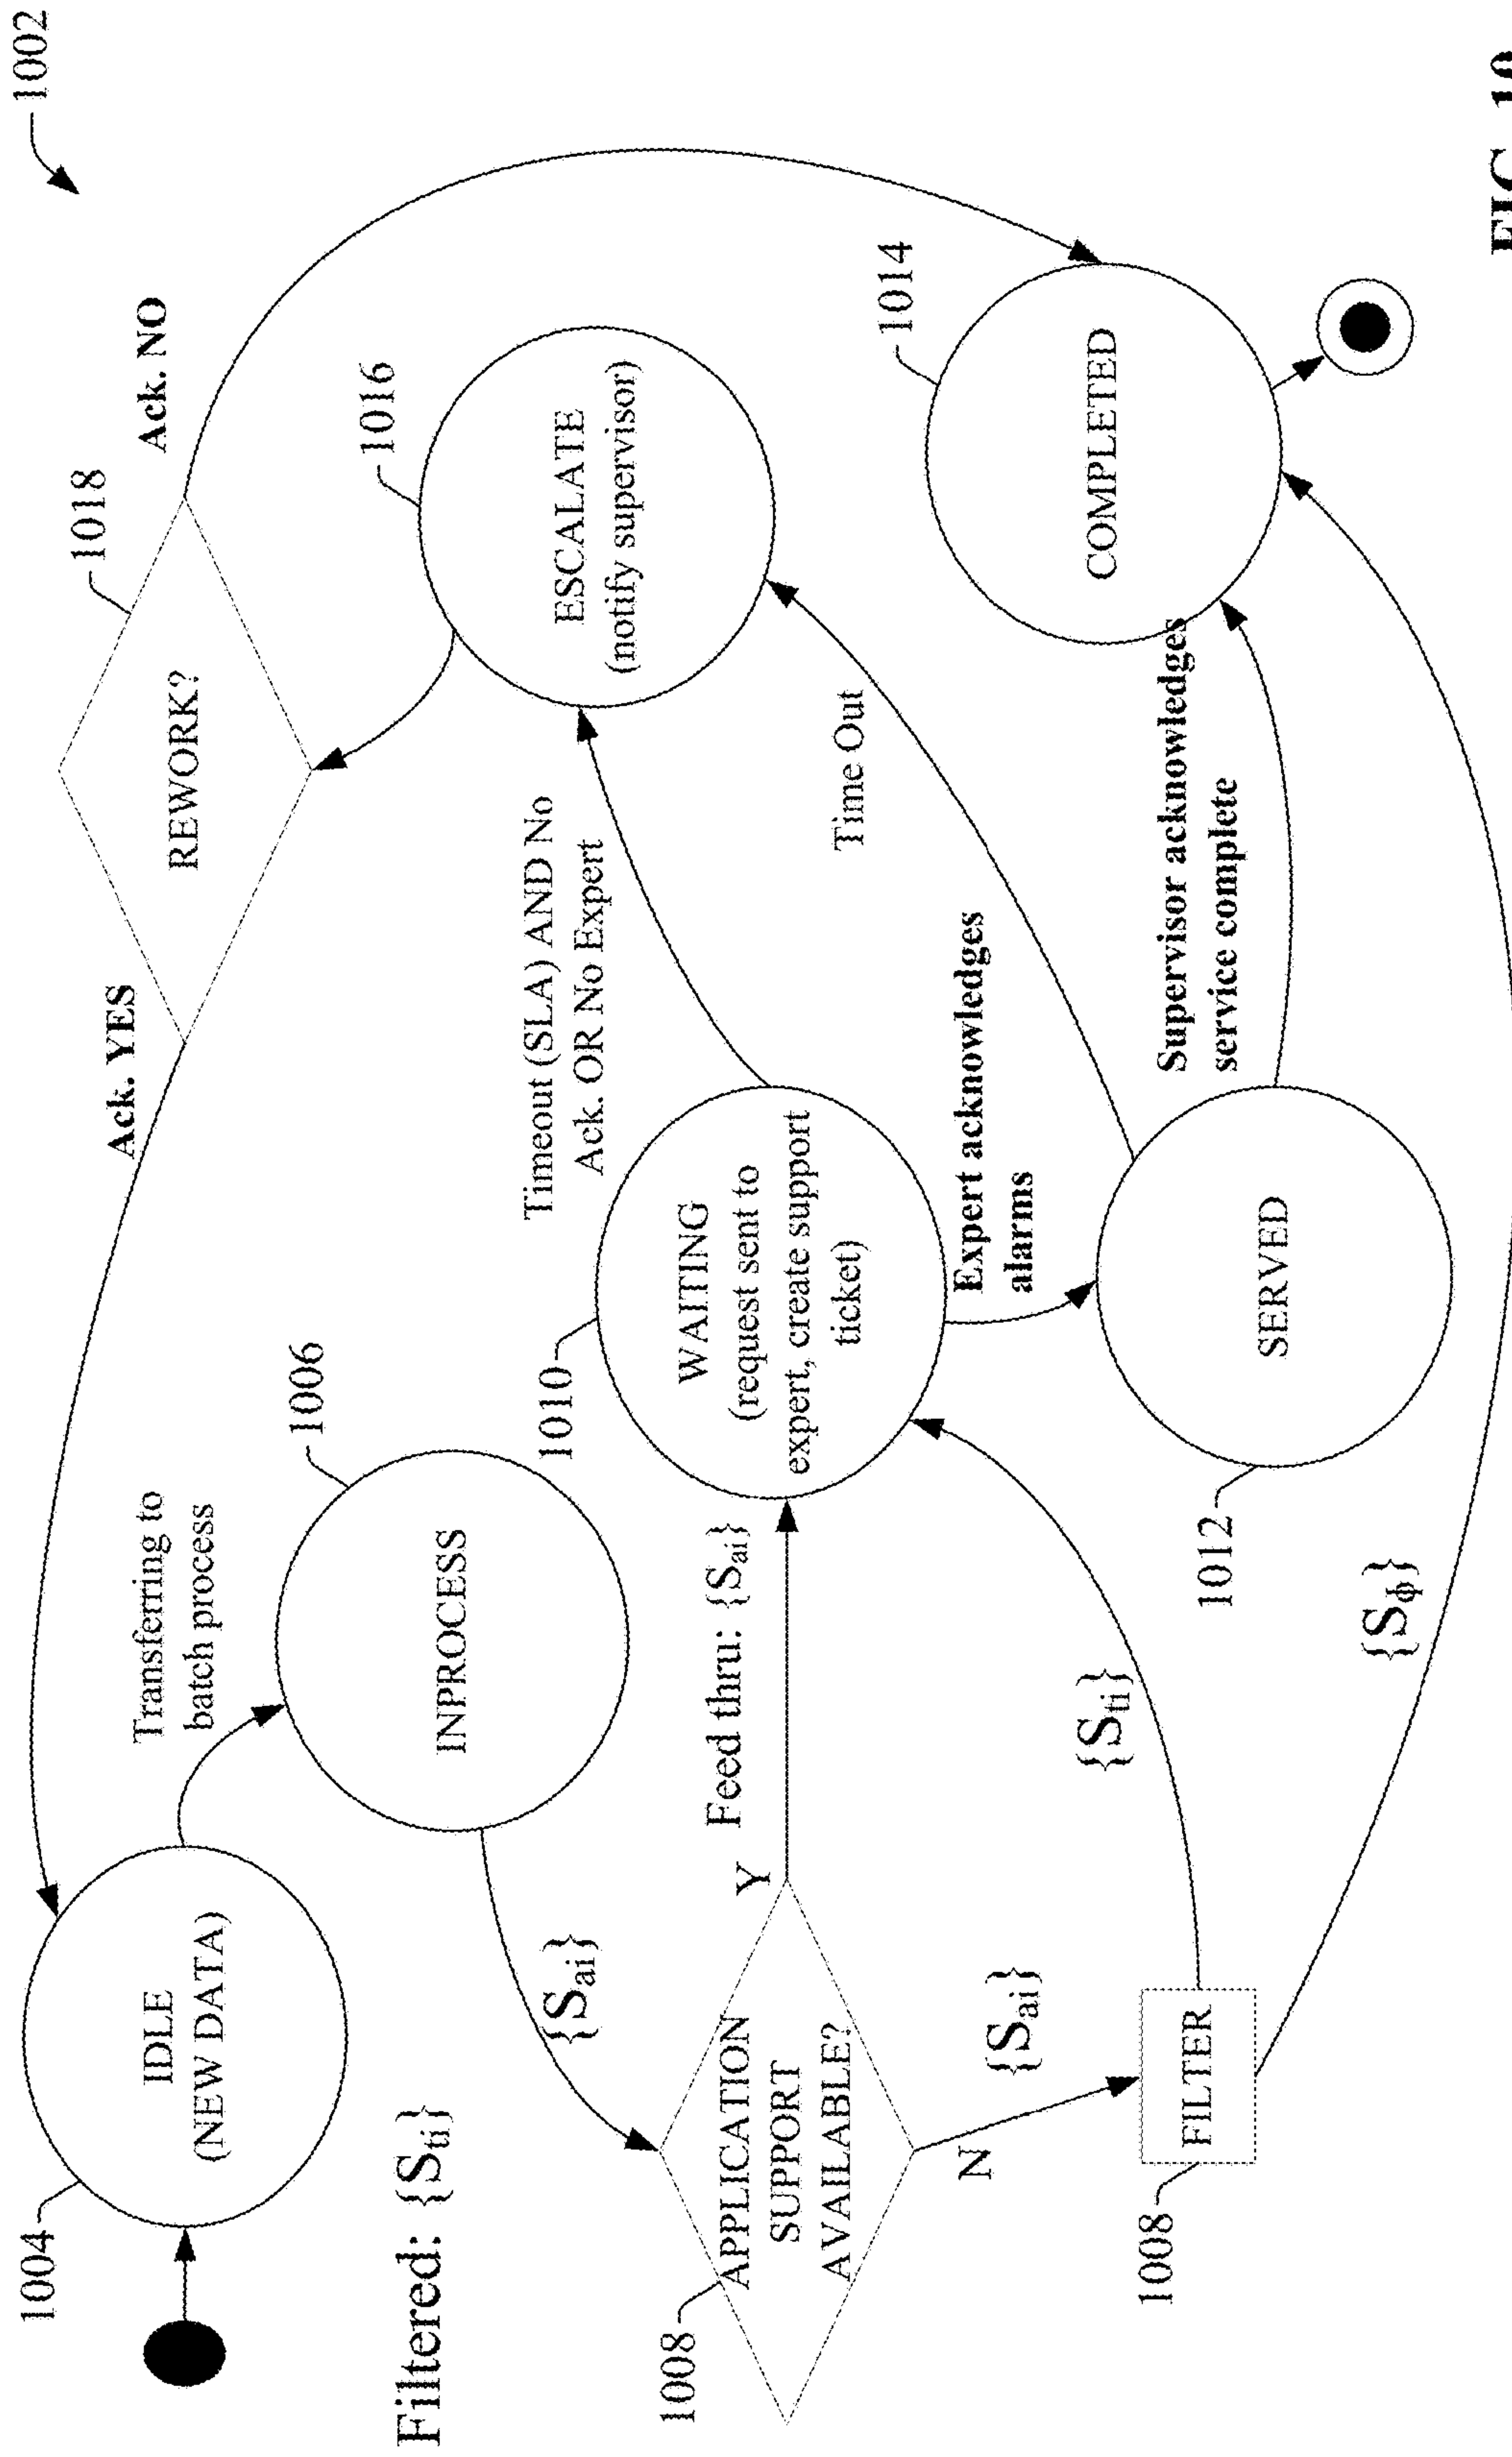 1002
1018
Ack. NO
Ack. YES
REWORK?
1004
IDLE
(NEW DATA)
Transferring to
batch process
1006
INPROCESS
1016
ESCALATE
(notify supervisor)
Filtered: {Sti}
Timeout (SLA) AND No
Ack. OR No Expert
1010
WAITING
(request sent to
expert, create support
ticket)
{Sai}
Y
Feed thru: {Sai}
1008
APPLICATION
SUPPORT
AVAILABLE?
Time Out
1014
COMPLETED
Expert acknowledges
alarms
N
{Sai}
{Sti}
1008
FILTER
1012
SERVED
Supervisor acknowledges
service complete
{Sϕ}
FIG. 10